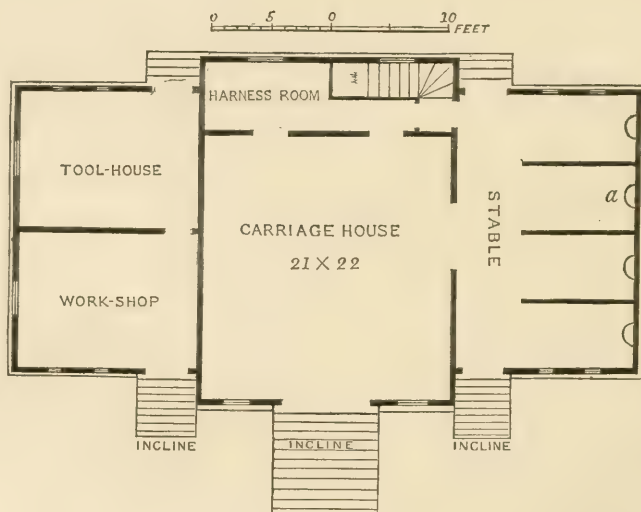 0 5 0 10
FEET
HARNESS ROOM
TOOL-HOUSE
STABLE
a
CARRIAGE HOUSE
21 X 22
WORK-SHOP
INCLINE
INCLINE
INCLINE